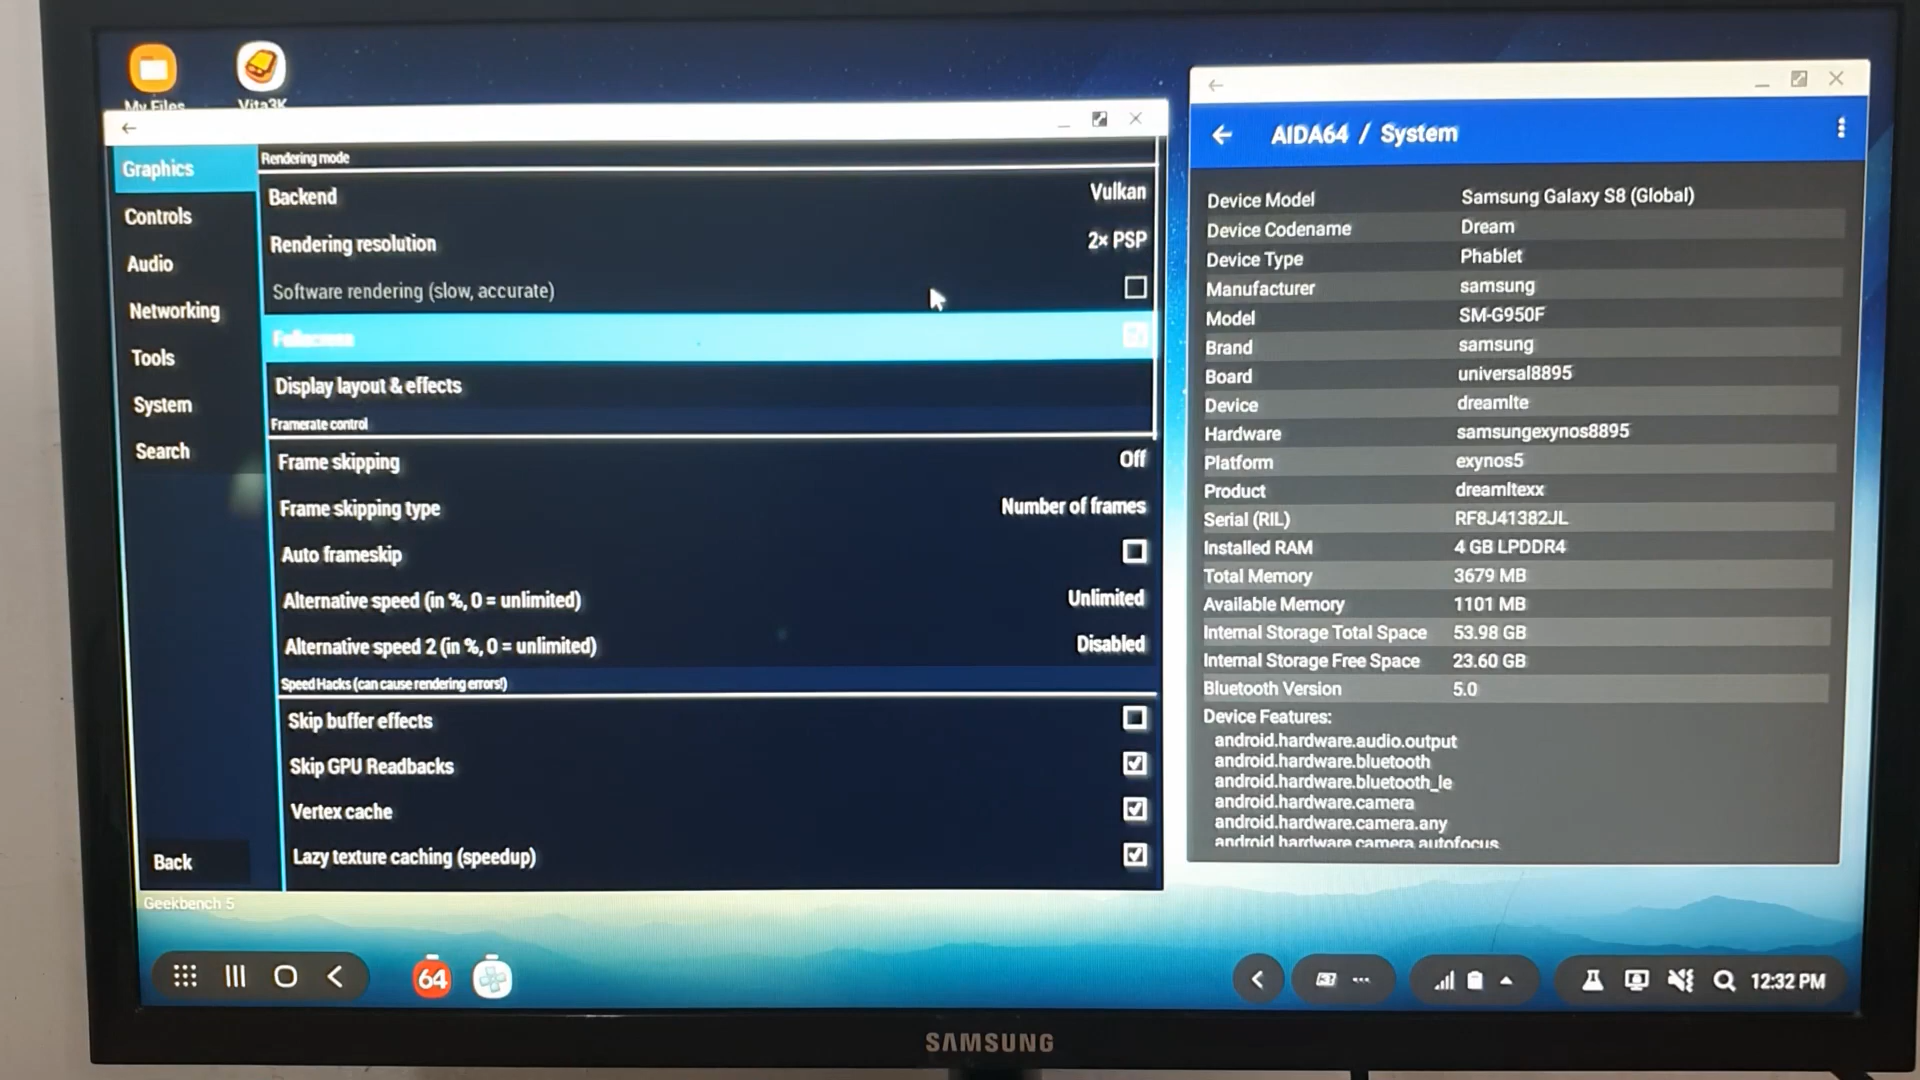 My Files
Vita3K
Graphics
Controls
Audio
Networking
Tools
System
Search
Back
Rendering mode
Backend Vulkan
Rendering resolution 2× PSP
Software rendering (slow, accurate)
Fullscreen
Display layout & effects
Framerate control
Frame skipping Off
Frame skipping type Number of frames
Auto frameskip
Alternative speed (in %, 0 = unlimited) Unlimited
Alternative speed 2 (in %, 0 = unlimited) Disabled
Speed Hacks (can cause rendering errors!)
Skip buffer effects
Skip GPU Readbacks
Vertex cache
Lazy texture caching (speedup)
Geekbench 5
AIDA64 / System
Device Model Samsung Galaxy S8 (Global)
Device Codename Dream
Device Type Phablet
Manufacturer samsung
Model SM-G950F
Brand samsung
Board universal8895
Device dreamlte
Hardware samsungexynos8895
Platform exynos5
Product dreamltexx
Serial (RIL) RF8J41382JL
Installed RAM 4 GB LPDDR4
Total Memory 3679 MB
Available Memory 1101 MB
Internal Storage Total Space 53.98 GB
Internal Storage Free Space 23.60 GB
Bluetooth Version 5.0
Device Features:
android.hardware.audio.output
android.hardware.bluetooth
android.hardware.bluetooth_le
android.hardware.camera
android.hardware.camera.any
android.hardware.camera.autofocus
64
12:32 PM
SAMSUNG